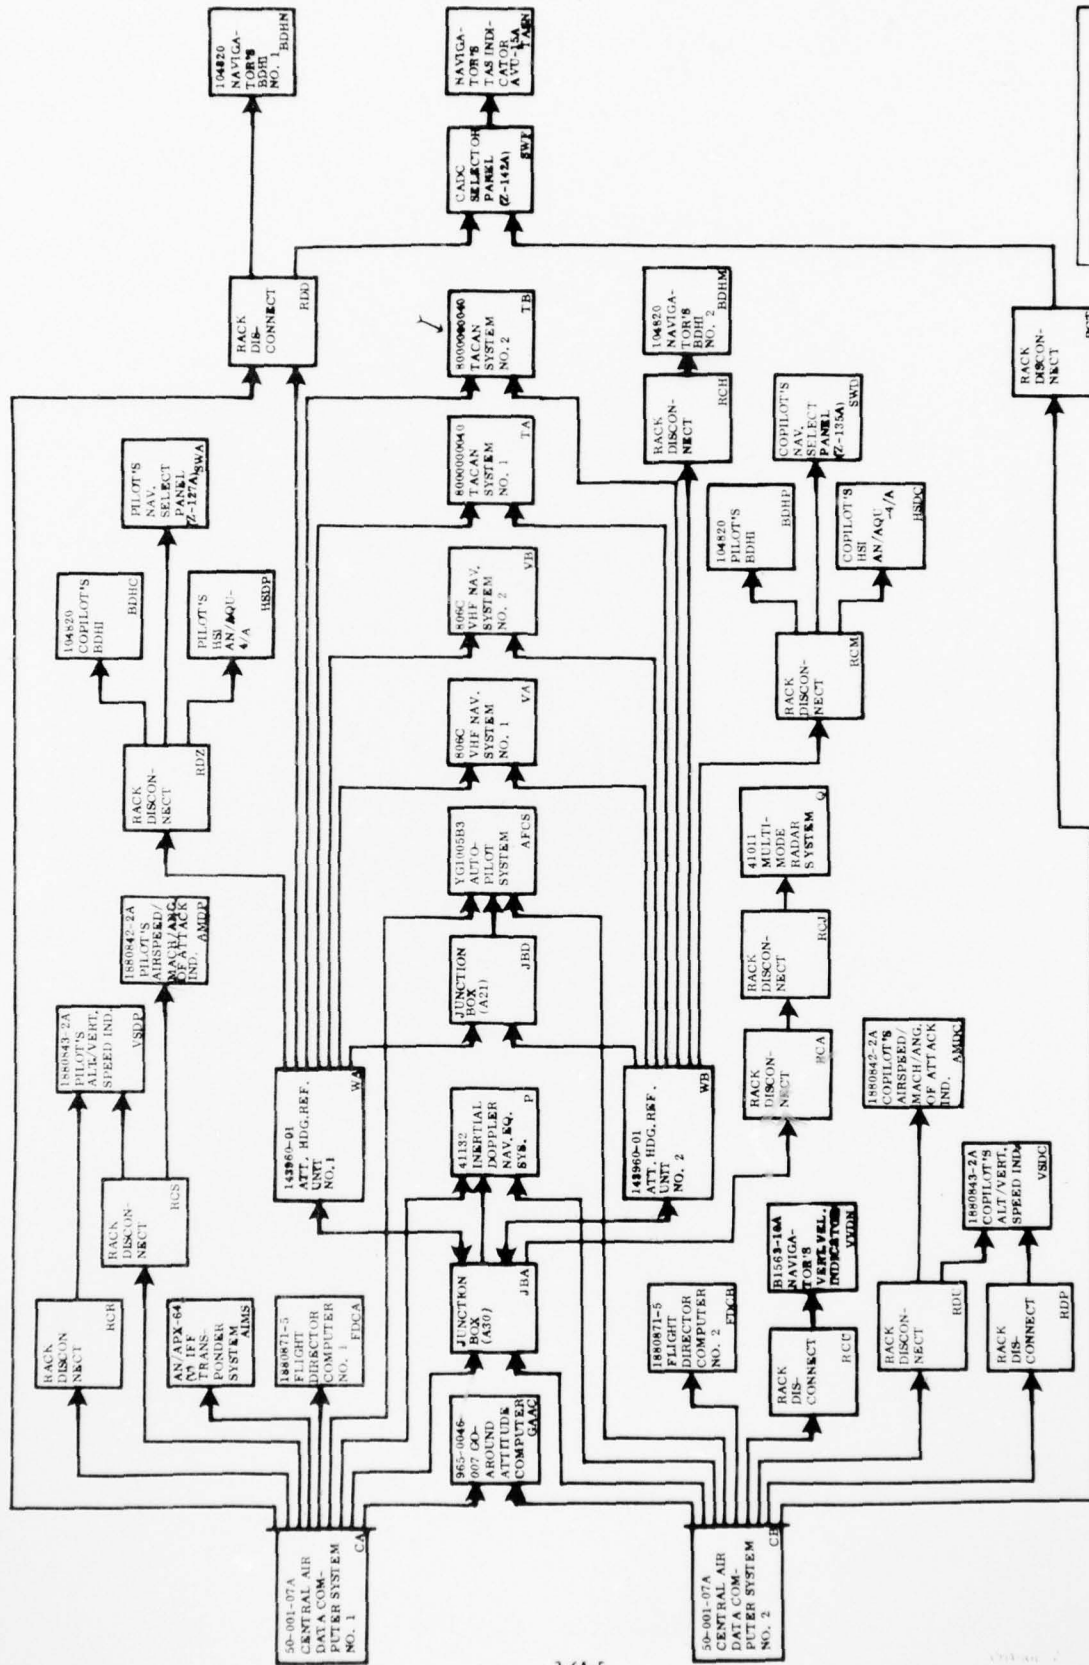 104820
NAVIGA-
TOR'S
BDHI
NO. 1
BDHN
NAVIGA-
TOR'S
TAS INDI-
CATOR
AVU-15A
CADC
SELECTOR
PANEL
(Z-142A)
SWF
RACK
DIS-
CONNECT
RDD
8000000040
TACAN
SYSTEM
NO. 2
TB
104820
NAVIGA-
TOR'S
BDHI
NO. 2
BDHM
RACK
DISCON-
NECT
RCH
RACK
DISCON-
NECT
PILOT'S
NAV.
SELECT
PANEL
(Z-127A)
SWA
8000000040
TACAN
SYSTEM
NO. 1
TA
COPILOT'S
NAV.
SELECT
PANEL
(Z-135A)
SWD
104820
COPILOT'S
BDHI
BDHC
PILOT'S
HSI
AN/AQU-
4/A
HSDP
806C
VHF NAV.
SYSTEM
NO. 2
VB
104820
PILOT'S
BDHI
BDHP
COPILOT'S
HSI
AN/AQU
-4/A
HSDC
RACK
DISCON-
NECT
RDZ
806C
VHF NAV.
SYSTEM
NO. 1
VA
RACK
DISCON-
NECT
RCM
YG1005B3
AUTO-
PILOT
SYSTEM
AFCS
41011
MULTI-
MODE
RADAR
SYSTEM
Q
1880842-2A
PILOT'S
AIRSPEED/
MACH/ANG.
OF ATTACK
IND.
AMDP
JUNCTION
BOX
(A21)
JBD
RACK
DISCON-
NECT
RCJ
1880843-2A
PILOT'S
ALT./VERT.
SPEED IND.
VSDP
143960-01
ATT. HDG. REF.
UNIT
NO. 1
WA
41132
INERTIAL
DOPPLER
NAV. EQ.
SYS.
P
143960-01
ATT. HDG. REF.
UNIT
NO. 2
WB
RACK
DISCON-
NECT
RCA
1880842-2A
COPILOT'S
AIRSPEED/
MACH/ANG.
OF ATTACK
IND.
AMDC
RACK
DISCON-
NECT
RCS
JUNCTION
BOX
(A30)
JBA
B1563-10A
NAVIGA-
TOR'S
VERT. VEL.
INDICATOR
VVDN
1880843-2A
COPILOT'S
ALT/VERT.
SPEED IND.
VSDC
RACK
DISCON
NECT
RCR
AN/APX-64
(V) IFF
TRANS-
PONDER
SYSTEM
AIMS
1880871-5
FLIGHT
DIRECTOR
COMPUTER
NO. 1
FDCA
1880871-5
FLIGHT
DIRECTOR
COMPUTER
NO. 2
FDCB
RACK
DIS-
CONNECT
RCU
RACK
DISCON-
NECT
RDU
RACK
DIS-
CONNECT
RDP
965-0046-
007 GO-
AROUND
ATTITUDE
COMPUTER
GAAC
50-001-07A
CENTRAL AIR
DATA COM-
PUTER SYSTEM
NO. 1
CA
50-001-07A
CENTRAL AIR
DATA COM-
PUTER SYSTEM
NO. 2
CB